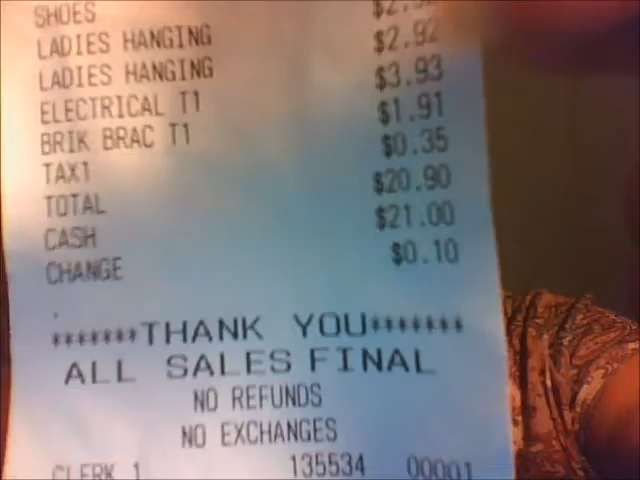 SHOES
LADIES HANGING
LADIES HANGING $2.92
ELECTRICAL T1 $3.93
BRIK BRAC T1 $1.91
TAX1 $0.35
TOTAL $20.90
CASH $21.00
CHANGE $0.10
*******THANK YOU*******
ALL SALES FINAL
NO REFUNDS
NO EXCHANGES
CLERK 1 135534 00001